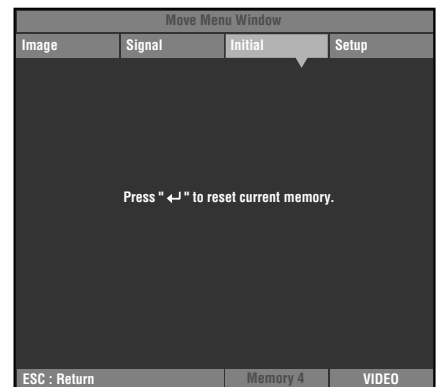 Move Menu Window
Image Signal Initial Setup
Press " ↵ " to reset current memory.
ESC : Return Memory 4 VIDEO